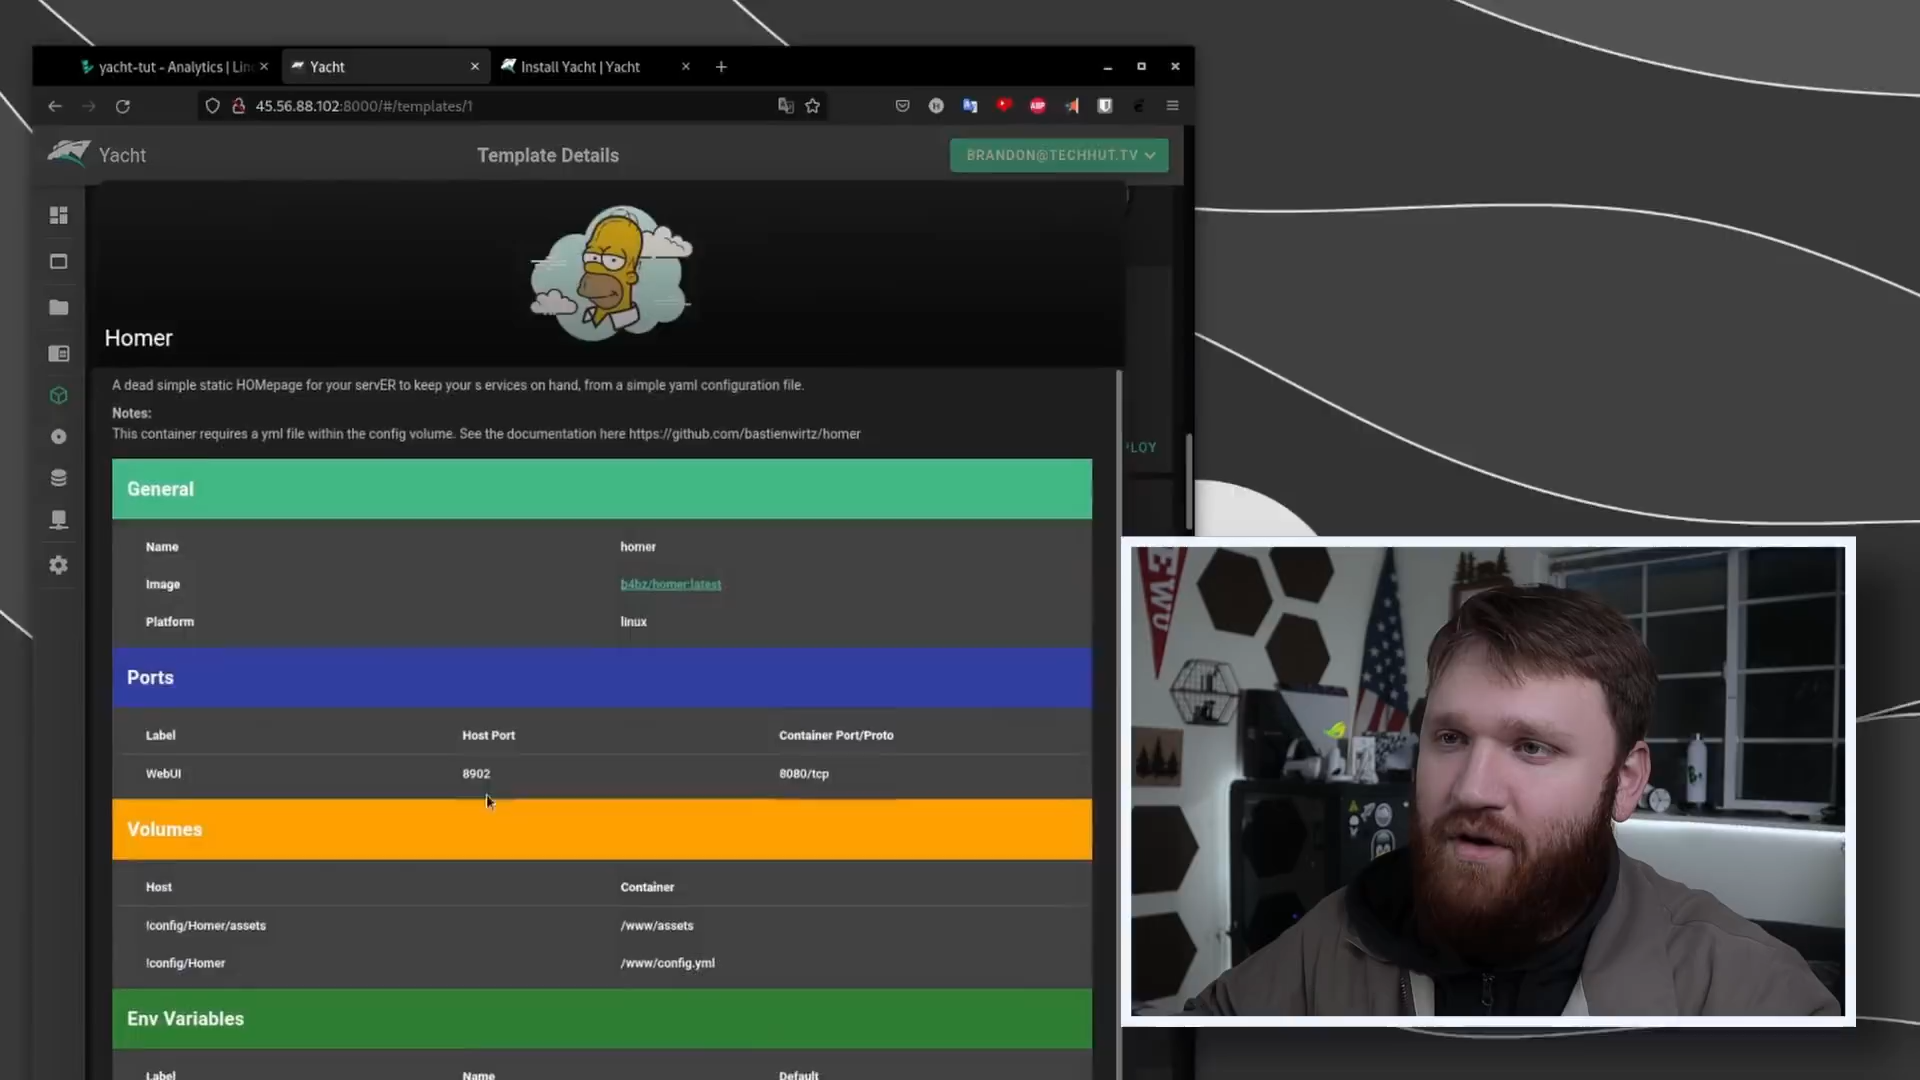 yacht-tut - Analytics | Lin
Yacht
Install Yacht | Yacht
45.56.88.102:8000/#/templates/1
ABP
Yacht
Template Details
BRANDON@TECHHUT.TV
Homer
A dead simple static HOMepage for your servER to keep your s ervices on hand, from a simple yaml configuration file.
Notes:
This container requires a yml file within the config volume. See the documentation here https://github.com/bastienwirtz/homer
PLOY
General
Name homer
Image b4bz/homer:latest
Platform linux
Ports
Label Host Port Container Port/Proto
WebUI 8902 8080/tcp
Volumes
Host Container
!config/Homer/assets /www/assets
!config/Homer /www/config.yml
Env Variables
Label Name Default
EWU